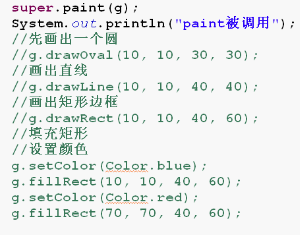 super.paint(g);
System.out.println("paint被调用");
//先画出一个圆
//g.drawOval(10, 10, 30, 30);
//画出直线
//g.drawLine(10, 10, 40, 40);
//画出矩形边框
//g.drawRect(10, 10, 40, 60);
//填充矩形
//设置颜色
g.setColor(Color.blue);
g.fillRect(10, 10, 40, 60);
g.setColor(Color.red);
g.fillRect(70, 70, 40, 60);